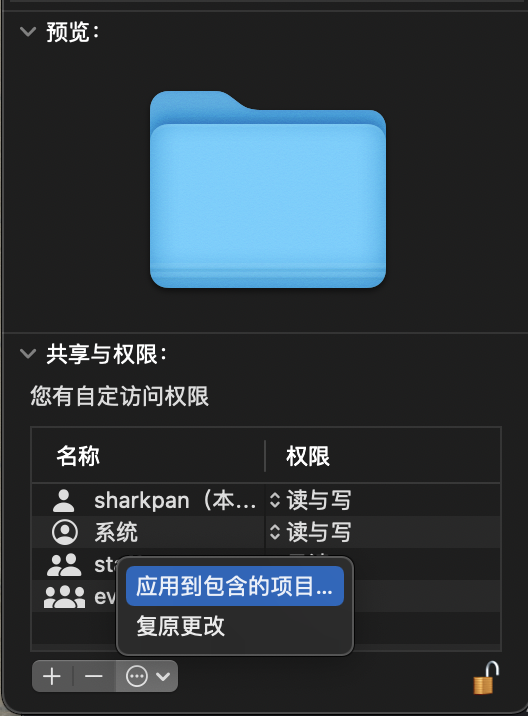 预览：
共享与权限：
您有自定访问权限
名称 权限
sharkpan（本... 读与写
系统 读与写
应用到包含的项目...
复原更改